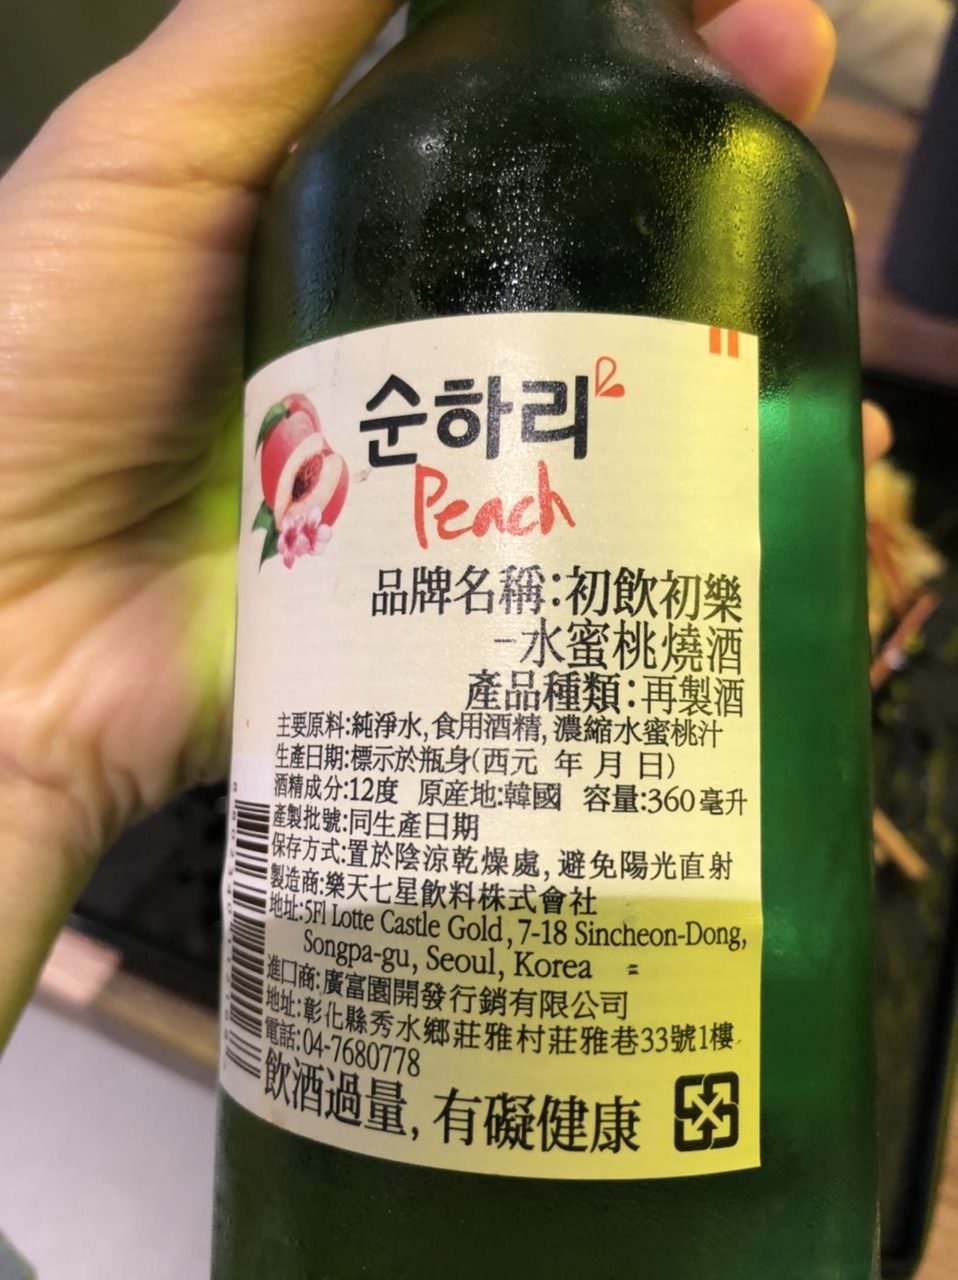 순하리
Peach
品牌名稱:初飲初樂
-水蜜桃燒酒
產品種類:再製酒
主要原料:純淨水,食用酒精,濃縮水蜜桃汁
生產日期:標示於瓶身(西元 年 月 日)
酒精成分:12度 原産地:韓國 容量:360毫升
產製批號:同生產日期
保存方式:置於陰涼乾燥處,避免陽光直射
製造商:樂天七星飲料株式會社
地址:5Fl Lotte Castle Gold,7-18 Sincheon-Dong,
Songpa-gu, Seoul, Korea
進口商:廣富園開發行銷有限公司
地址:彰化縣秀水鄉莊雅村莊雅巷33號1樓
電話:04-7680778
飲酒過量,有礙健康